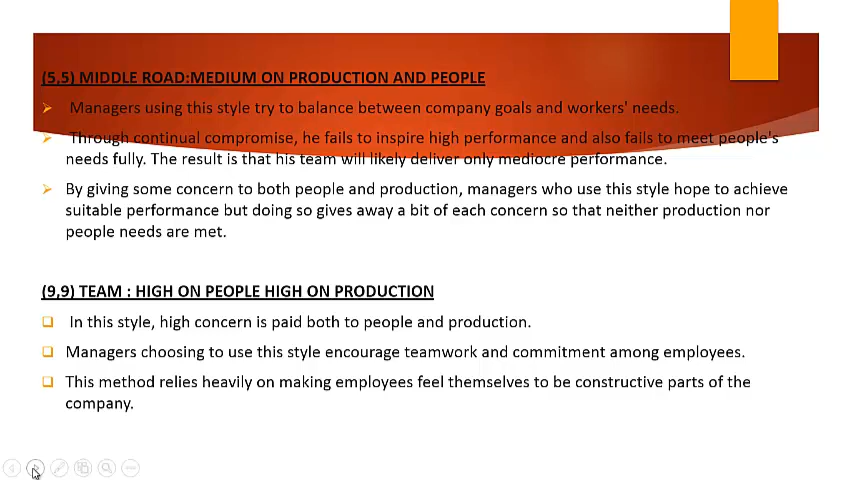 (5,5) MIDDLE ROAD:MEDIUM ON PRODUCTION AND PEOPLE
Managers using this style try to balance between company goals and workers' needs.
Through continual compromise, he fails to inspire high performance and also fails to meet people's
needs fully. The result is that his team will likely deliver only mediocre performance.
By giving some concern to both people and production, managers who use this style hope to achieve
suitable performance but doing so gives away a bit of each concern so that neither production nor
people needs are met.
(9,9) TEAM : HIGH ON PEOPLE HIGH ON PRODUCTION
In this style, high concern is paid both to people and production.
Managers choosing to use this style encourage teamwork and commitment among employees.
This method relies heavily on making employees feel themselves to be constructive parts of the
company.